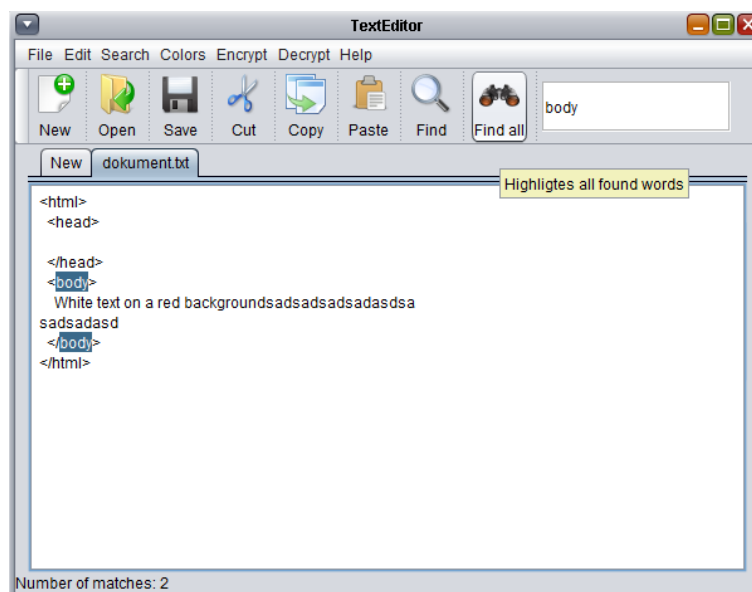 TextEditor
File Edit Search Colors Encrypt Decrypt Help
New Open Save Cut Copy Paste Find Find all body
New dokument.txt
Highligtes all found words
<html>
<head>
</head>
<body>
White text on a red backgroundsadsadsadsadasdsa
sadsadasd
</body>
</html>
Number of matches: 2